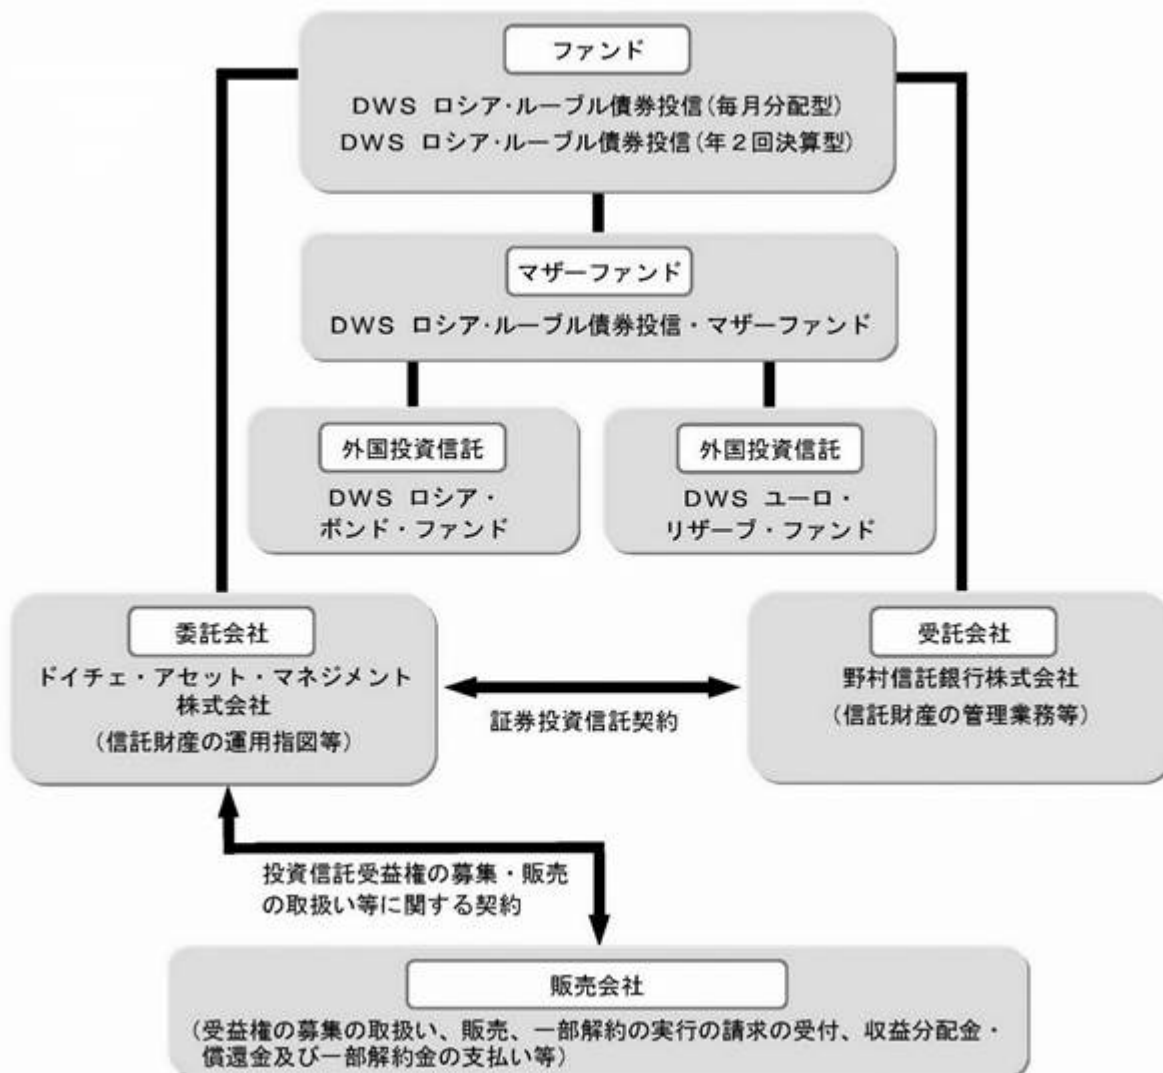 ファンド
DWS ロシア・ルーブル債券投信(毎月分配型)
DWS ロシア・ルーブル債券投信(年2回決算型)
マザーファンド
DWS ロシア・ルーブル債券投信・マザーファンド
外国投資信託
DWS ロシア・
ボンド・ファンド
外国投資信託
DWS ユーロ・
リザーブ・ファンド
委託会社
ドイチェ・アセット・マネジメント
株式会社
(信託財産の運用指図等)
証券投資信託契約
受託会社
野村信託銀行株式会社
(信託財産の管理業務等)
投資信託受益権の募集・販売
の取扱い等に関する契約
販売会社
(受益権の募集の取扱い、販売、一部解約の実行の請求の受付、収益分配金・
償還金及び一部解約金の支払い等)